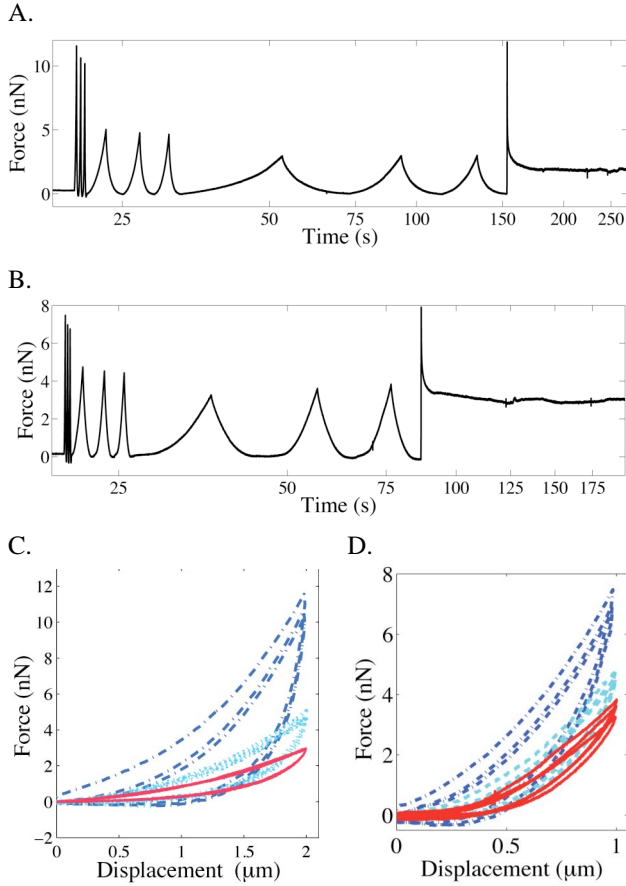 A.
10
5
0
Force (nN)
25 50 75 100 150 200 250
Time (s)
B.
8
6
4
2
0
Force (nN)
25 50 75 100 125 150 175
Time (s)
C. D.
12
10
8
6
4
2
0
−2
Force (nN)
0 0.5 1 1.5 2
Displacement (μm)
8
6
4
2
0
Force (nN)
0 0.5 1
Displacement (μm)